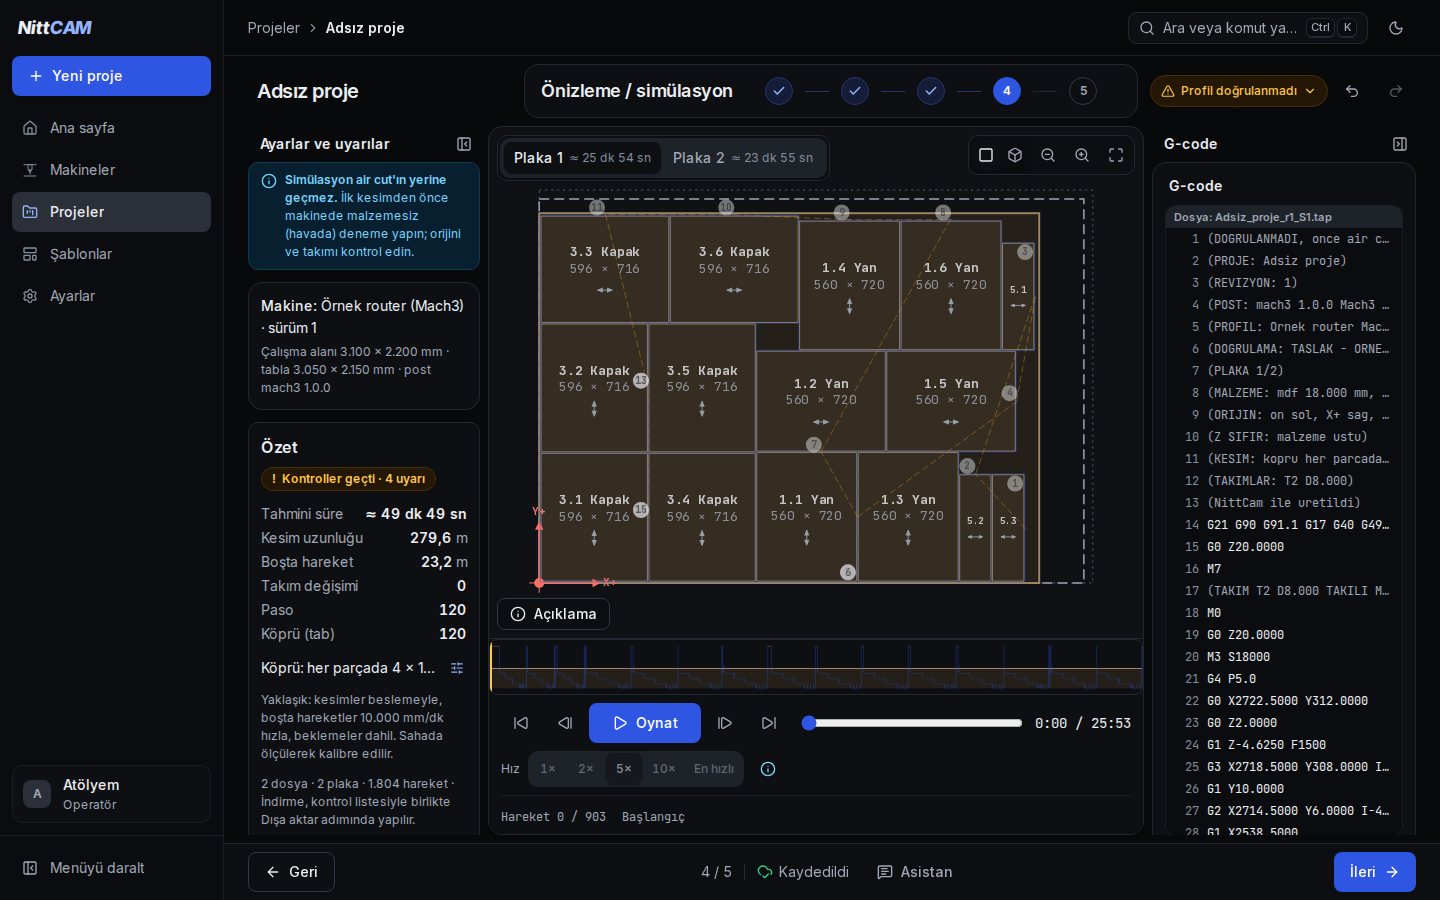 NittCAM
Yeni proje
Ana sayfa
Makineler
Projeler
Şablonlar
Ayarlar
A
Atölyem
Operatör
Menüyü daralt
Projeler
Adsız proje
Ara veya komut ya...
Ctrl K
Adsız proje
Önizleme / simülasyon
4
5
Profil doğrulanmadı
Ayarlar ve uyarılar
Simülasyon air cut'ın yerine
geçmez. İlk kesimden önce
makinede malzemesiz
(havada) deneme yapın; orijini
ve takımı kontrol edin.
Makine: Örnek router (Mach3)
· sürüm 1
Çalışma alanı 3.100 × 2.200 mm ·
tabla 3.050 × 2.150 mm · post
mach3 1.0.0
Özet
! Kontroller geçti · 4 uyarı
Tahmini süre ≈ 49 dk 49 sn
Kesim uzunluğu 279,6 m
Boşta hareket 23,2 m
Takım değişimi 0
Paso 120
Köprü (tab) 120
Köprü: her parçada 4 × 1...
Yaklaşık: kesimler beslemeyle,
boşta hareketler 10.000 mm/dk
hızla, beklemeler dahil. Sahada
ölçülerek kalibre edilir.
2 dosya · 2 plaka · 1.804 hareket ·
İndirme, kontrol listesiyle birlikte
Dışa aktar adımında yapılır.
Plaka 1 ≈ 25 dk 54 sn
Plaka 2 ≈ 23 dk 55 sn
11
10
9
8
3
3.3 Kapak
596 × 716
3.6 Kapak
596 × 716
1.4 Yan
560 × 720
1.6 Yan
560 × 720
5.1
3.2 Kapak
596 × 716
13
3.5 Kapak
596 × 716
1.2 Yan
560 × 720
1.5 Yan
560 × 720
4
7
2
1
3.1 Kapak
596 × 716
15
3.4 Kapak
596 × 716
1.1 Yan
560 × 720
1.3 Yan
560 × 720
5.2
5.3
6
Y+
X+
Açıklama
Oynat
0:00 / 25:53
Hız
1×
2×
5×
10×
En hızlı
Hareket 0 / 903 Başlangıç
G-code
G-code
Dosya: Adsiz_proje_r1_S1.tap
1 (DOGRULANMADI, once air c…
2 (PROJE: Adsiz proje)
3 (REVIZYON: 1)
4 (POST: mach3 1.0.0 Mach3 …
5 (PROFIL: Ornek router Mac…
6 (DOGRULAMA: TASLAK - ORNE…
7 (PLAKA 1/2)
8 (MALZEME: mdf 18.000 mm, …
9 (ORIJIN: on sol, X+ sag, …
10 (Z SIFIR: malzeme ustu)
11 (KESIM: kopru her parcada…
12 (TAKIMLAR: T2 D8.000)
13 (NittCam ile uretildi)
14 G21 G90 G91.1 G17 G40 G49…
15 G0 Z20.0000
16 M7
17 (TAKIM T2 D8.000 TAKILI M…
18 M0
19 G0 Z20.0000
20 M3 S18000
21 G4 P5.0
22 G0 X2722.5000 Y312.0000
23 G0 Z2.0000
24 G1 Z-4.6250 F1500
25 G3 X2718.5000 Y308.0000 I…
26 G1 Y10.0000
27 G2 X2714.5000 Y6.0000 I-4…
28 G1 X2538.5000
Geri
4 / 5
Kaydedildi
Asistan
İleri